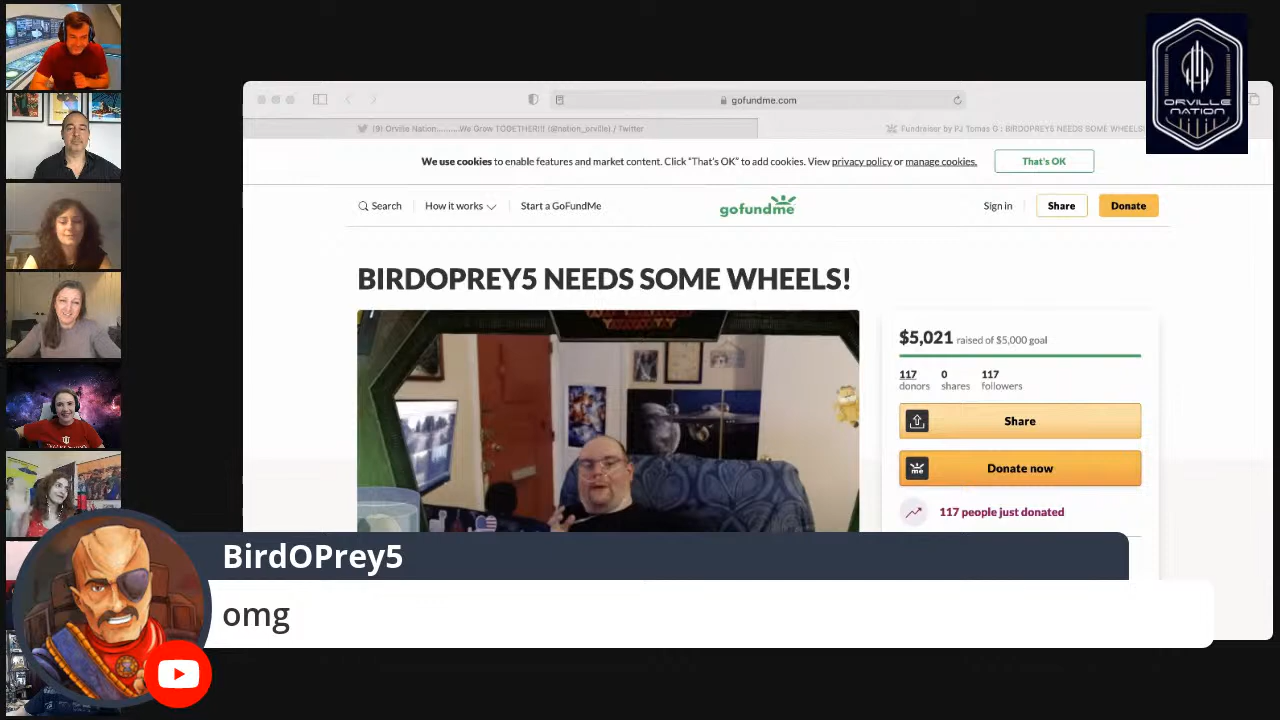 ORVILLE
NATION
gofundme.com
(9) Orville Nation.........We Grow TOGETHER!!! (@nation_orville) / Twitter
Fundraiser by PJ Tomas G : BIRDOPREY5 NEEDS SOME WHEELS!
We use cookies to enable features and market content. Click “That’s OK” to add cookies. View privacy policy or manage cookies.
That's OK
Search
How it works
Start a GoFundMe
gofundme
Sign in
Share
Donate
BIRDOPREY5 NEEDS SOME WHEELS!
$5,021 raised of $5,000 goal
117 donors
0 shares
117 followers
Share
me
Donate now
117 people just donated
BirdOPrey5
omg